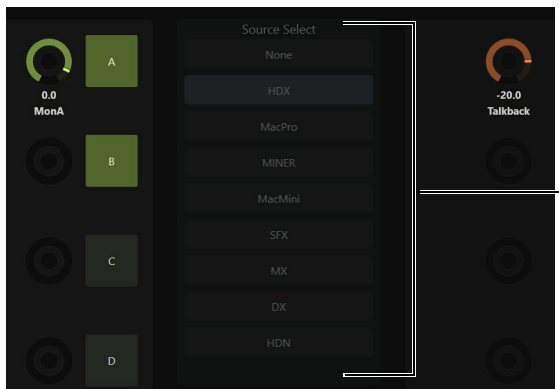 Source Select
A
None
0.0
MonA
HDX
-20.0
Talkback
MacPro
B
MINER
MacMini
SFX
C
MX
DX
HDN
D